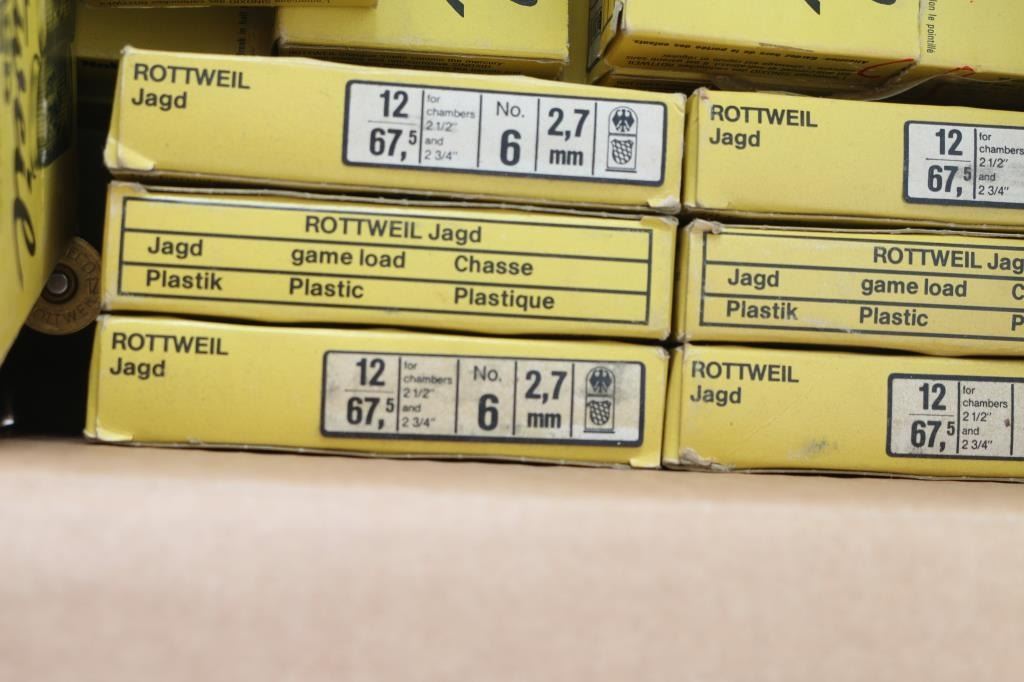 ROTTWEIL
Jagd
12
67,5
for
chambers
2 1/2"
and
2 3/4"
No.
6
2,7
mm
ROTTWEIL
Jagd
12
67,5
for
chambers
2 1/2"
and
2 3/4"
ROTTWEIL Jagd
Jagd game load Chasse
Plastik Plastic Plastique
ROTTWEIL Jag
Jagd game load C
Plastik Plastic P
ROTTWEIL
Jagd
12
67,5
for
chambers
2 1/2"
and
2 3/4"
No.
6
2,7
mm
ROTTWEIL
Jagd
12
67,5
for
chambers
2 1/2"
and
2 3/4"